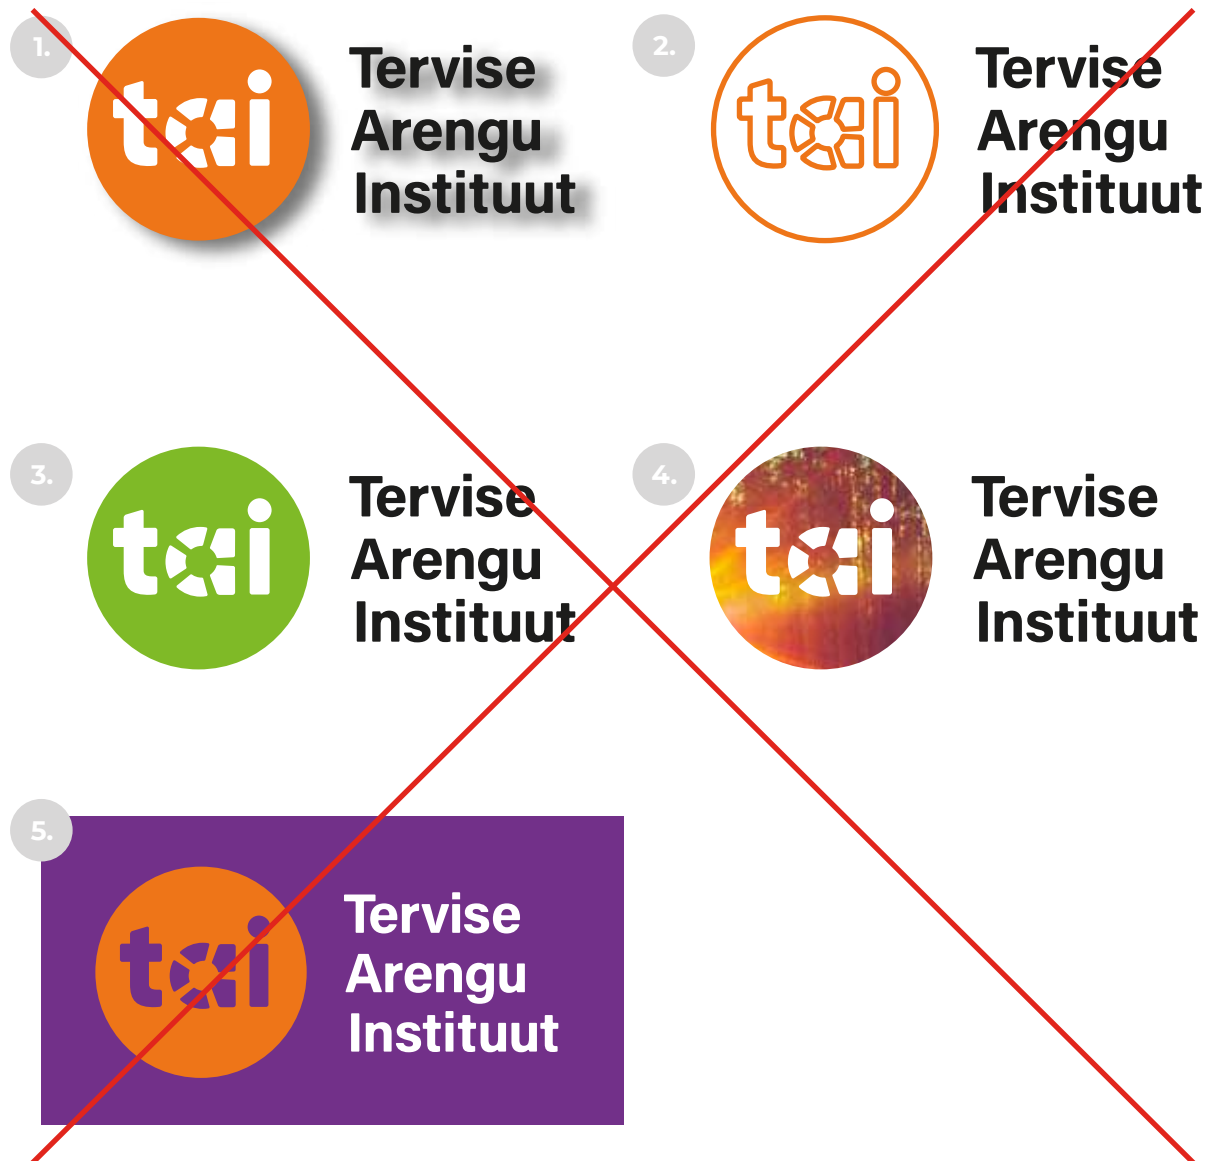 1.
tai
Tervise
Arengu
Instituut
2.
tai
Tervise
Arengu
Instituut
3.
tai
Tervise
Arengu
Instituut
4.
tai
Tervise
Arengu
Instituut
5.
tai
Tervise
Arengu
Instituut